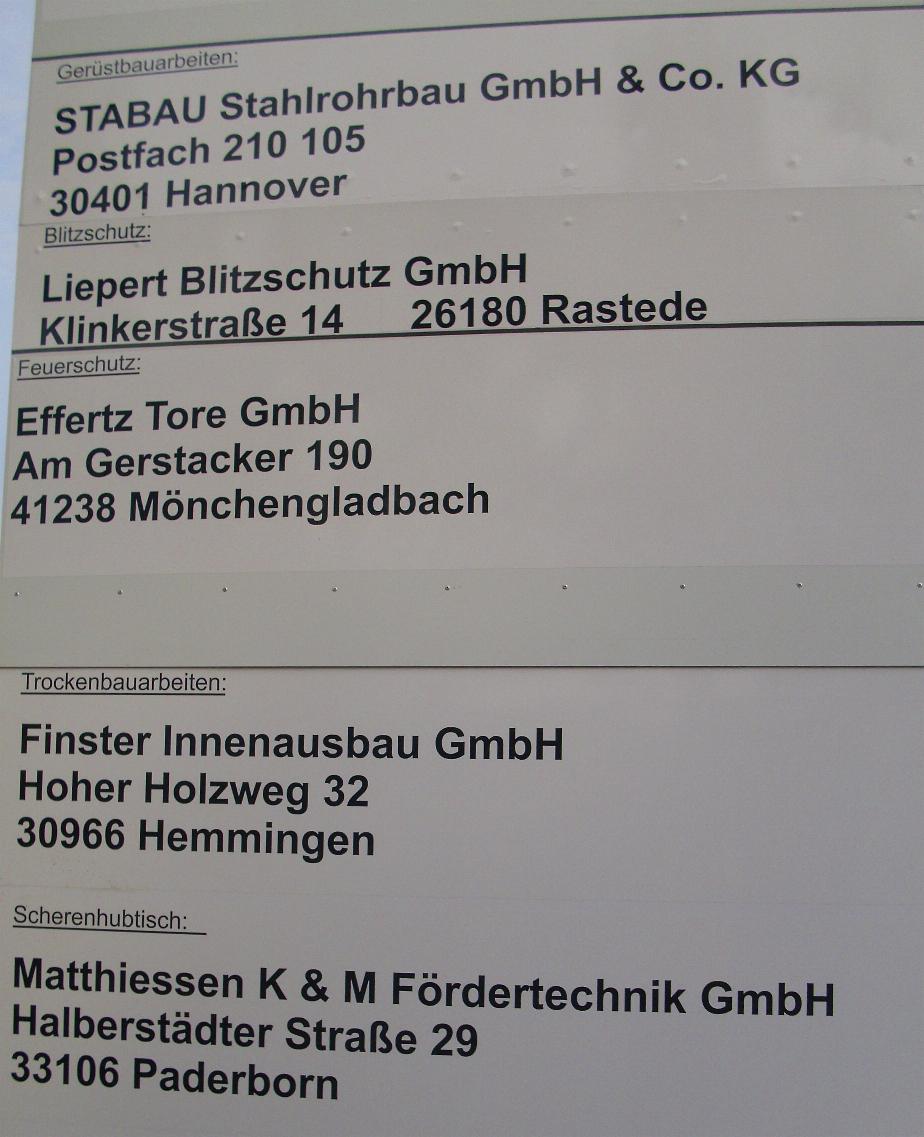 Gerüstbauarbeiten:
STABAU Stahlrohrbau GmbH & Co. KG
Postfach 210 105
30401 Hannover
Blitzschutz:
Liepert Blitzschutz GmbH
Klinkerstraße 14 26180 Rastede
Feuerschutz:
Effertz Tore GmbH
Am Gerstacker 190
41238 Mönchengladbach
Trockenbauarbeiten:
Finster Innenausbau GmbH
Hoher Holzweg 32
30966 Hemmingen
Scherenhubtisch:
Matthiessen K & M Fördertechnik GmbH
Halberstädter Straße 29
33106 Paderborn